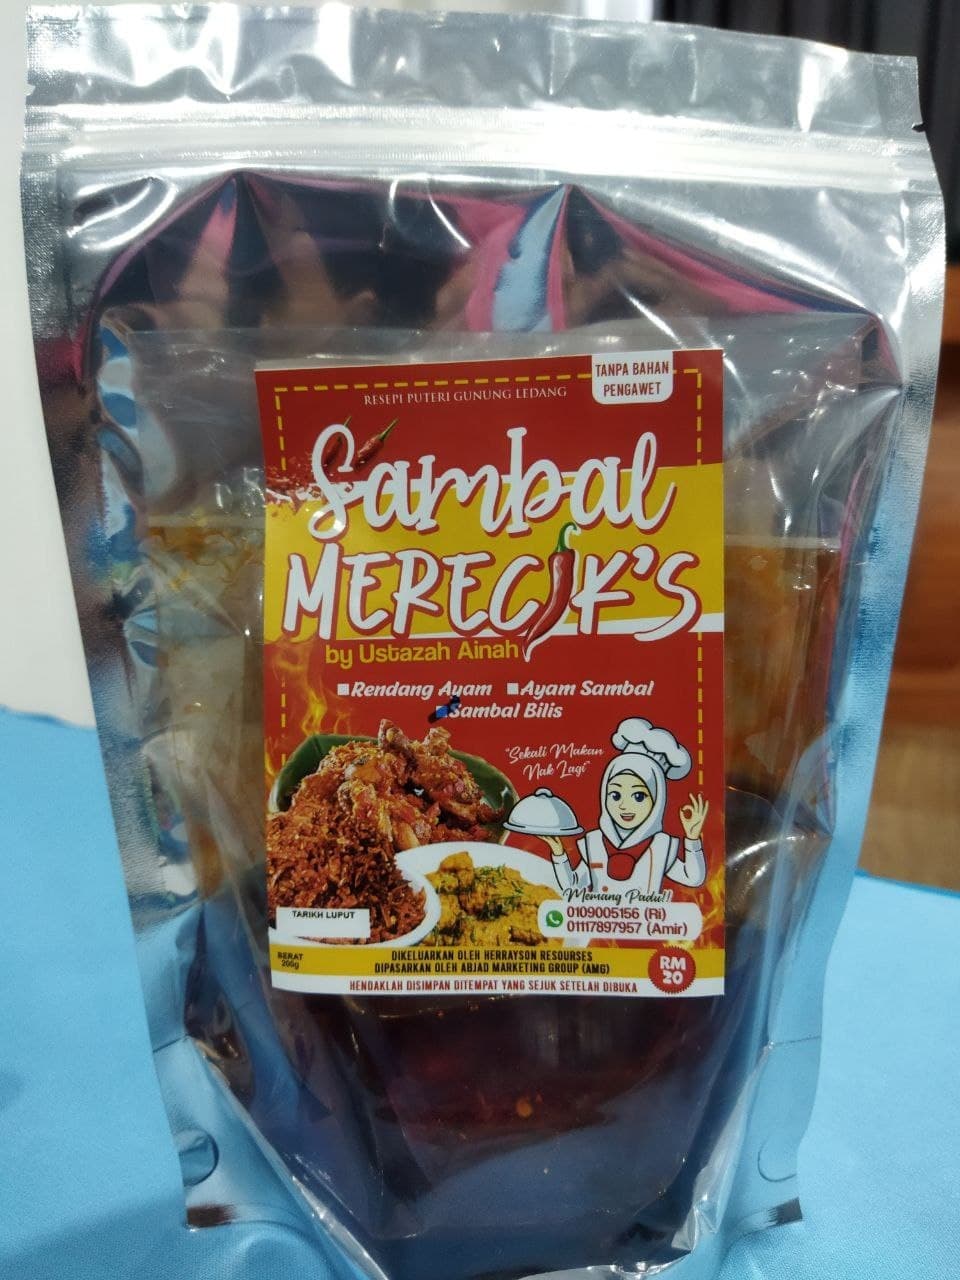 TANPA BAHAN
PENGAWET
RESEPI PUTERI GUNUNG LEDANG
Sambal
MERECIK'S
by Ustazah Ainah
Rendang Ayam Ayam Sambal
Sambal Bilis
"Sekali Makan
Nak Lagi"
Memang Padu!!
0109005156 (Ri)
01117897957 (Amir)
TARIKH LUPUT
BERAT
200g
DIKELUARKAN OLEH HERRAYSON RESOURSES
DIPASARKAN OLEH ABJAD MARKETING GROUP (AMG)
RM
20
HENDAKLAH DISIMPAN DITEMPAT YANG SEJUK SETELAH DIBUKA